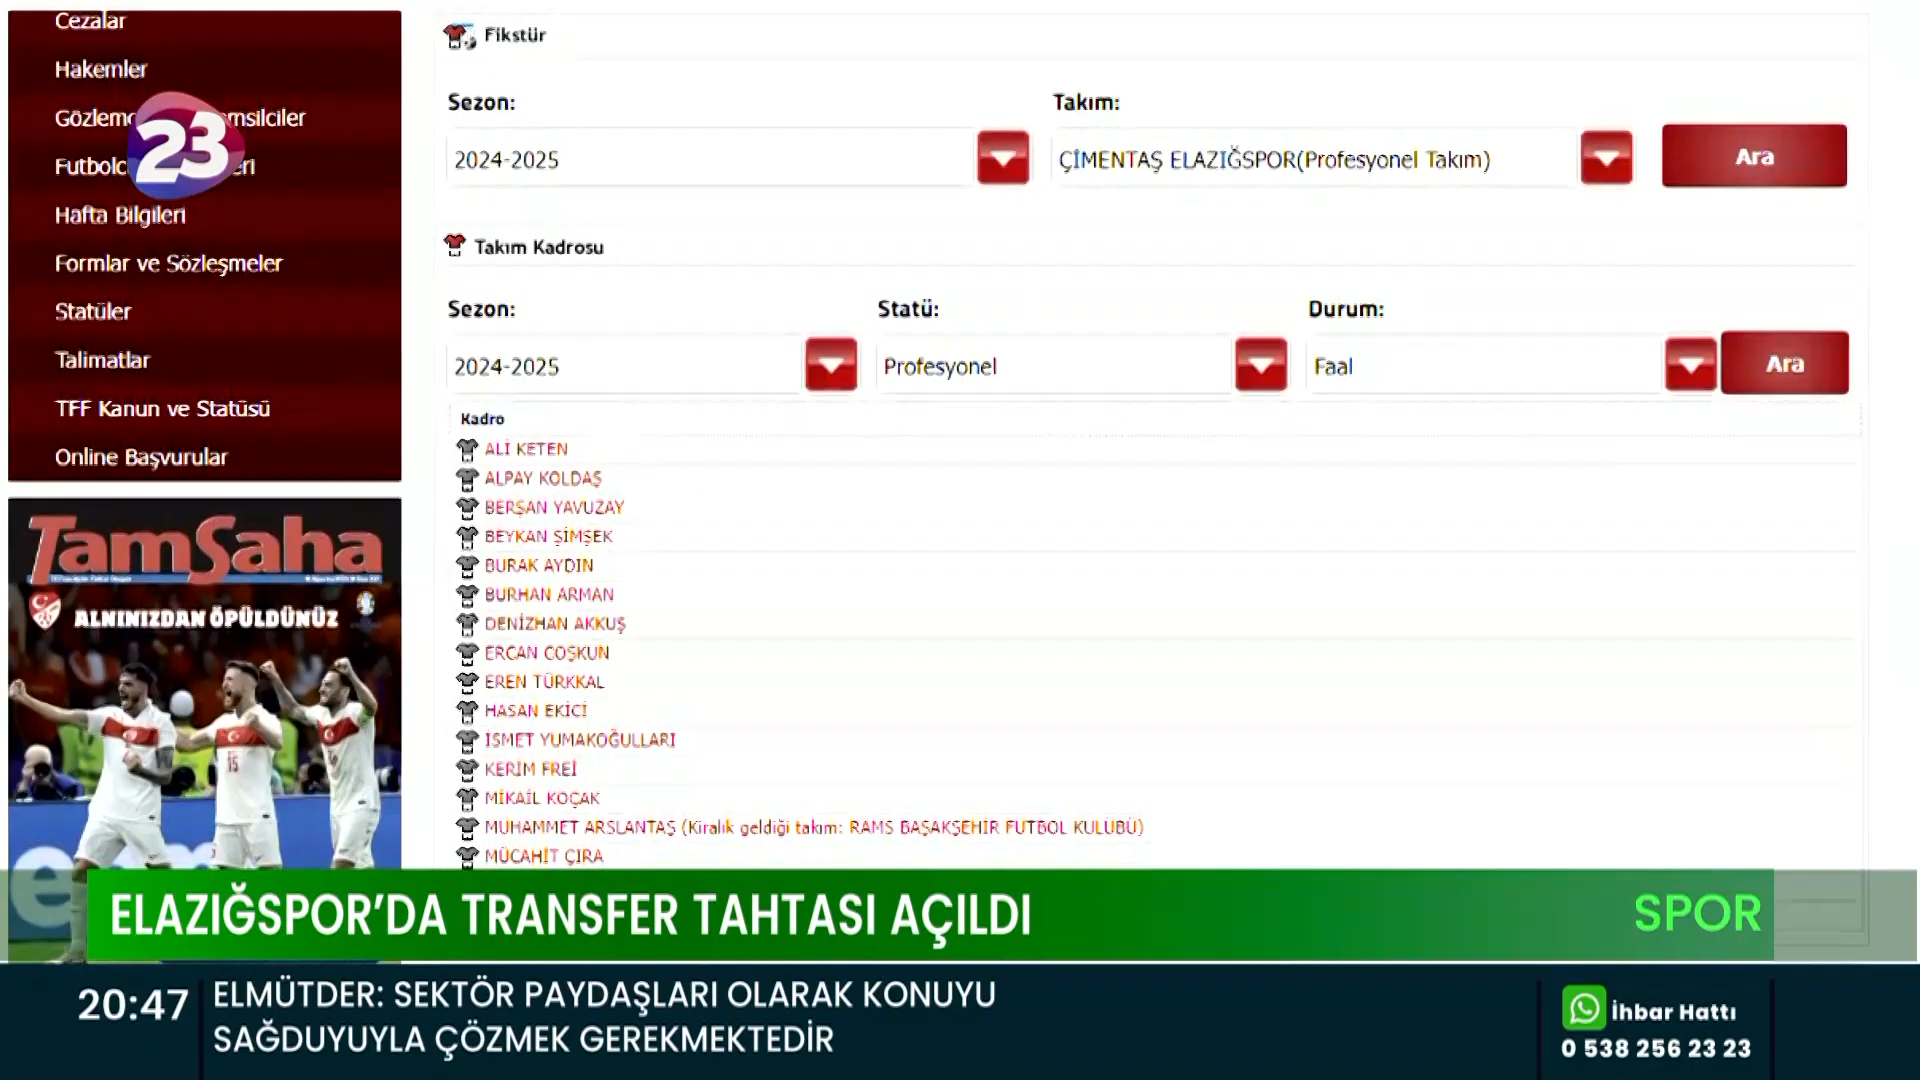 Cezalar
Hakemler
Futbolc
Hafta Bilgileri
Formlar ve Sözleşmeler
Statüler
Talimatlar
TFF Kanun ve Statüsü
Online Başvurular
23
TamSaha
ALNINIZDAN ÖPÜLDÜNÜZ
15
Fikstür
Sezon:
Takım:
2024-2025
ÇİMENTAŞ ELAZIĞSPOR(Profesyonel Takım)
Ara
Takım Kadrosu
Sezon:
Statü:
Durum:
2024-2025
Profesyonel
Faal
Ara
Kadro
ALİ KETEN
ALPAY KOLDAŞ
BERŞAN YAVUZAY
BEYKAN ŞİMŞEK
BURAK AYDIN
BURHAN ARMAN
DENİZHAN AKKUŞ
ERCAN COŞKUN
EREN TÜRKKAL
HASAN EKİCİ
İSMET YUMAKOĞULLARI
KERİM FREİ
MİKAİL KOÇAK
MUHAMMET ARSLANTAŞ (Kiralık geldiği takım: RAMS BAŞAKŞEHİR FUTBOL KULÜBÜ)
MÜCAHİT ÇIRA
ELAZIĞSPOR’DA TRANSFER TAHTASI AÇILDI
SPOR
20:47
ELMÜTDER: SEKTÖR PAYDAŞLARI OLARAK KONUYU
SAĞDUYUYLA ÇÖZMEK GEREKMEKTEDİR
İhbar Hattı
0 538 256 23 23